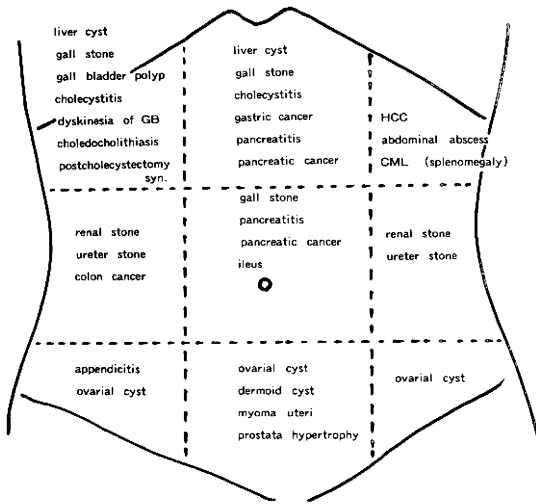 liver cyst
gall stone
gall bladder polyp
cholecystitis
dyskinesia of GB
choledocholithiasis
postcholecystectomy
syn.
liver cyst
gall stone
cholecystitis
gastric cancer
pancreatitis
pancreatic cancer
HCC
abdominal abscess
CML (splenomegaly)
renal stone
ureter stone
colon cancer
gall stone
pancreatitis
pancreatic cancer
ileus
renal stone
ureter stone
appendicitis
ovarial cyst
ovarial cyst
dermoid cyst
myoma uteri
prostata hypertrophy
ovarial cyst